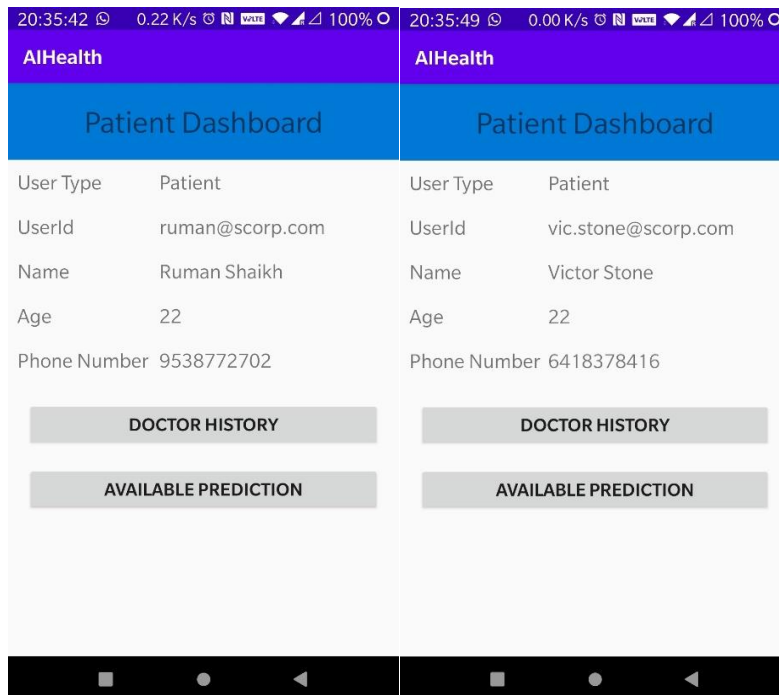 20:35:42 0.22 K/s VoLTE 100%
AIHealth
Patient Dashboard
User Type Patient
UserId ruman@scorp.com
Name Ruman Shaikh
Age 22
Phone Number 9538772702
DOCTOR HISTORY
AVAILABLE PREDICTION
20:35:49 0.00 K/s VoLTE 100%
AIHealth
Patient Dashboard
User Type Patient
UserId vic.stone@scorp.com
Name Victor Stone
Age 22
Phone Number 6418378416
DOCTOR HISTORY
AVAILABLE PREDICTION